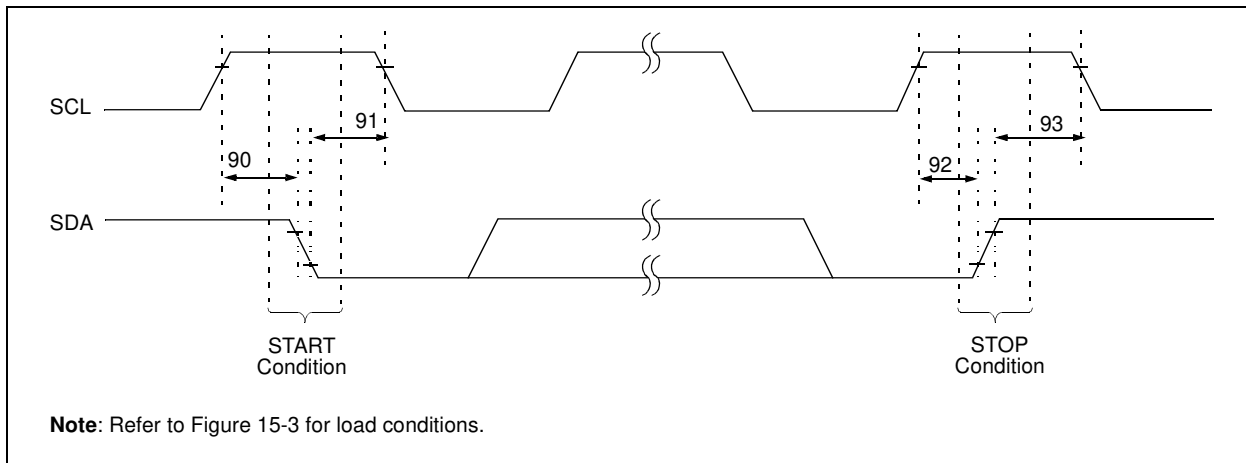 SCL
91
93
90
92
SDA
START
Condition
STOP
Condition
Note: Refer to Figure 15-3 for load conditions.